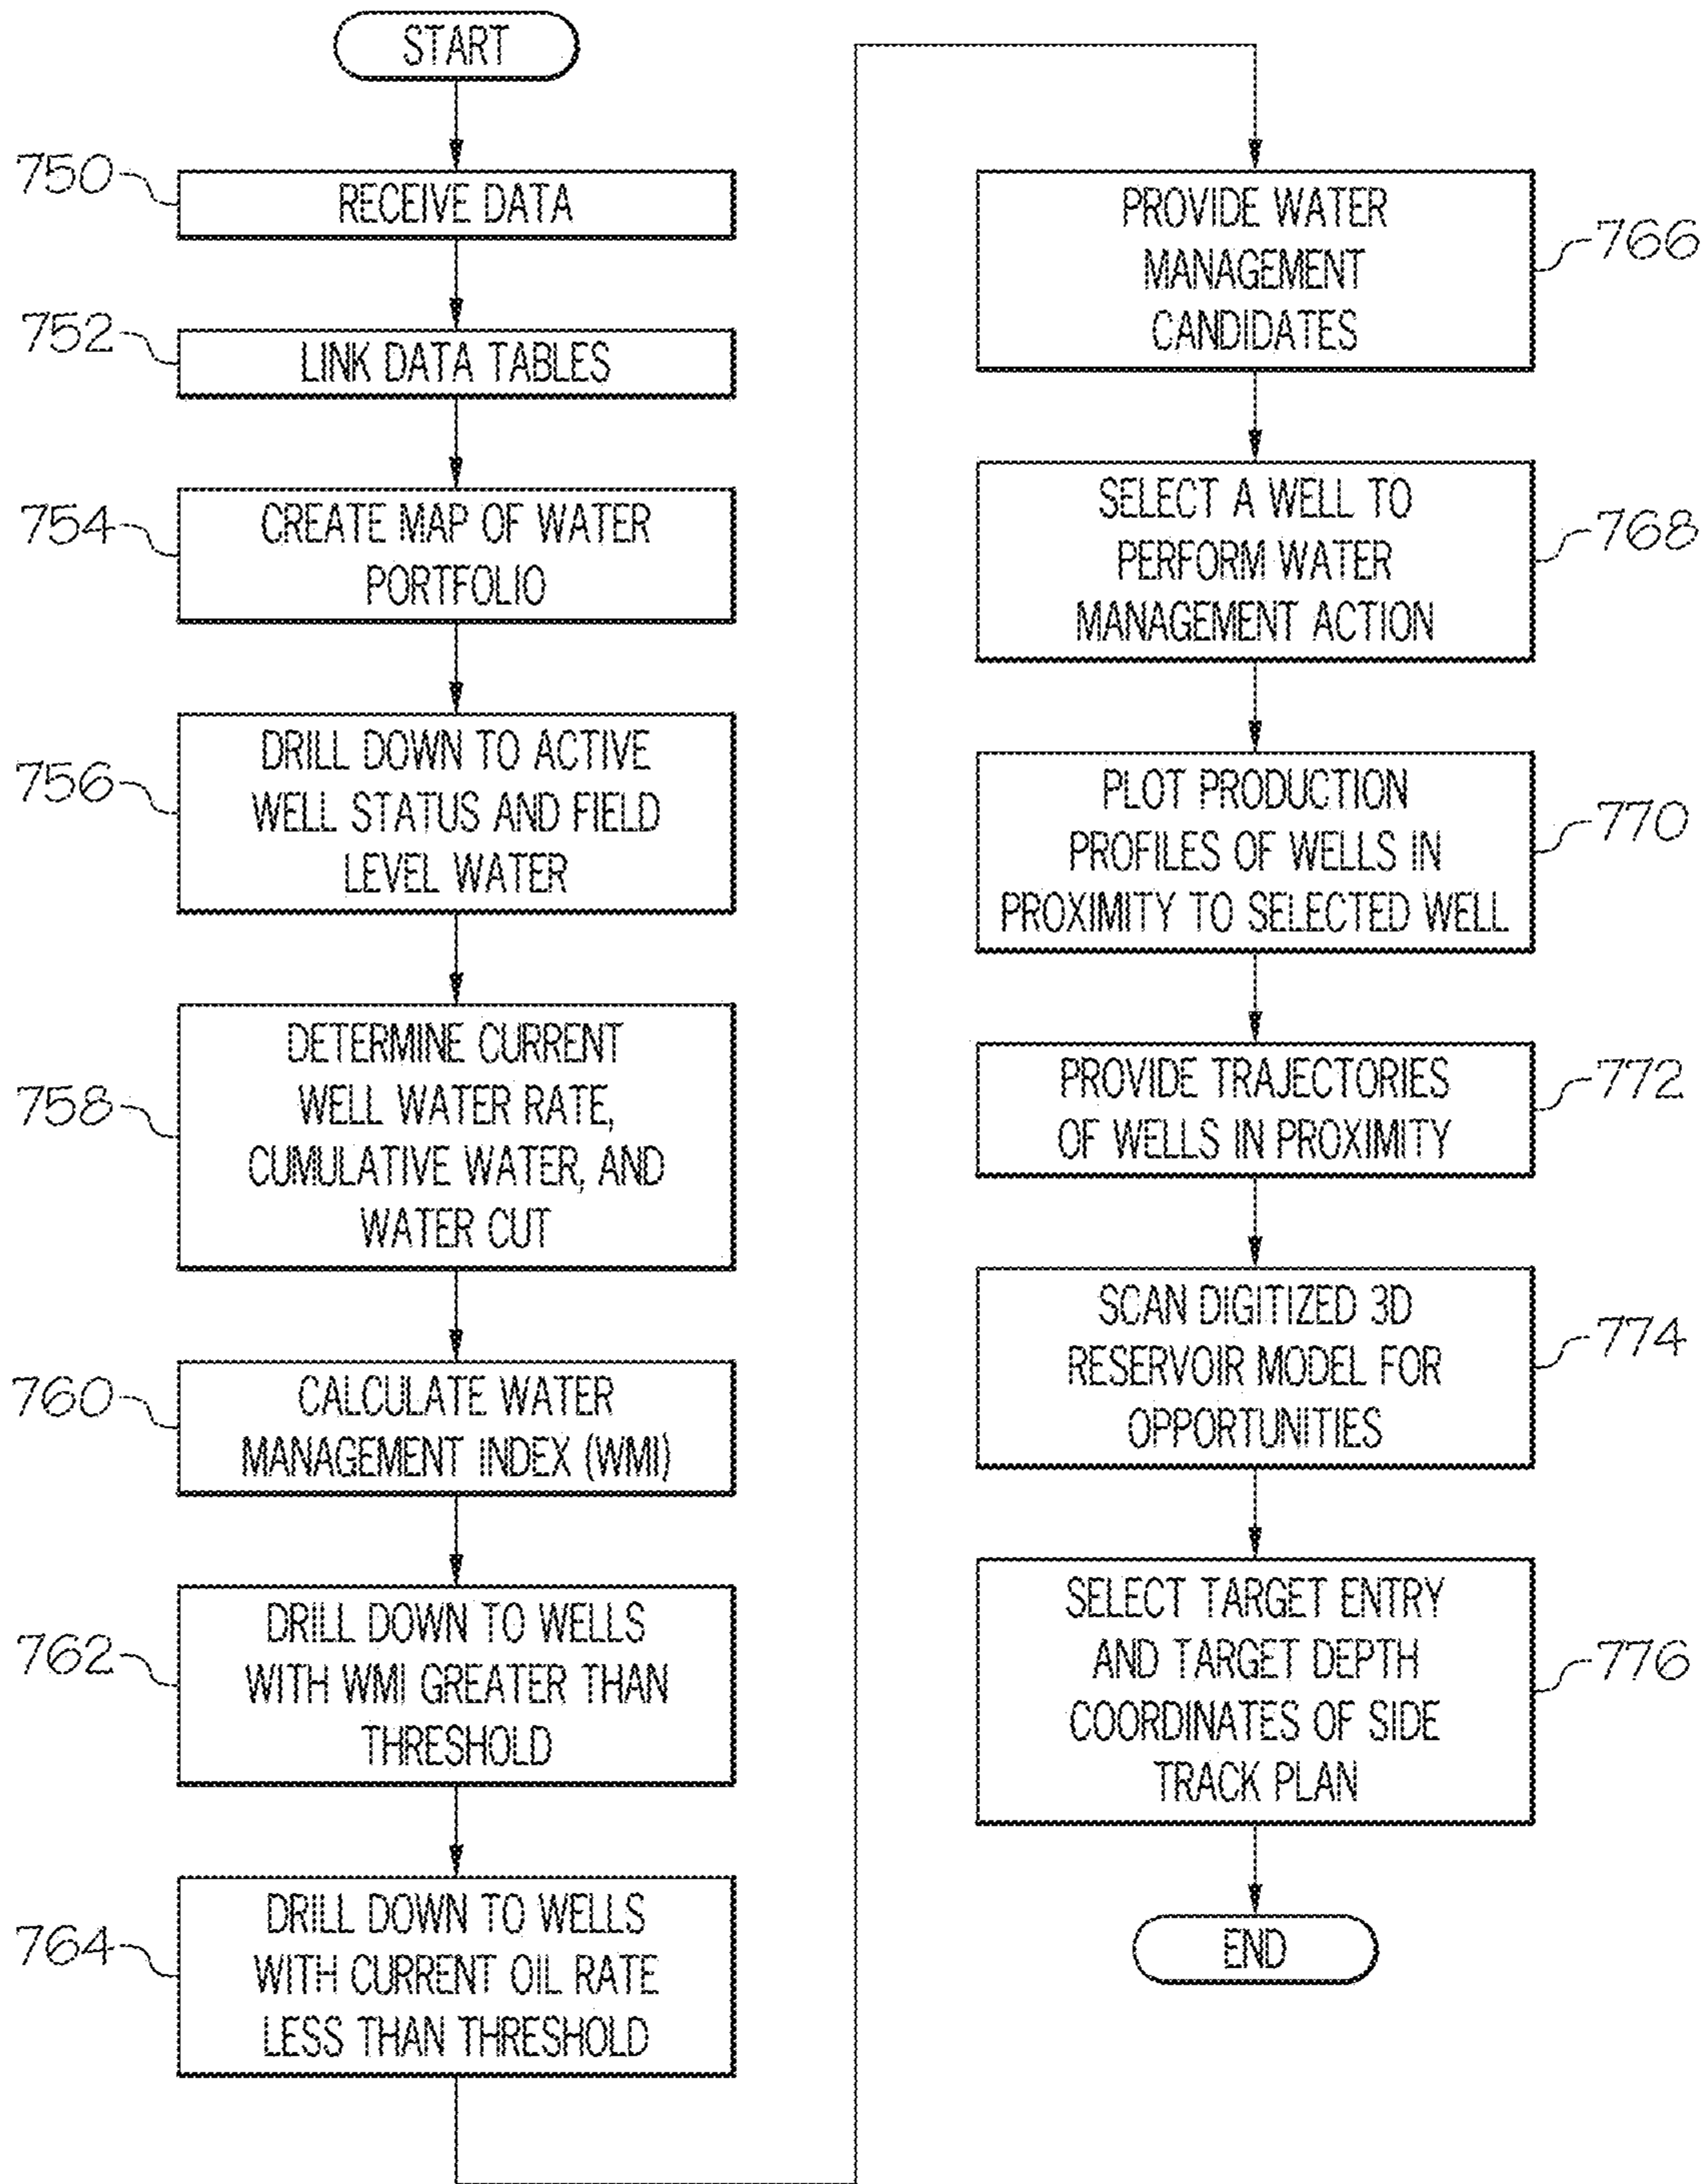 START
750
RECEIVE DATA
752
LINK DATA TABLES
754
CREATE MAP OF WATER
PORTFOLIO
756
DRILL DOWN TO ACTIVE
WELL STATUS AND FIELD
LEVEL WATER
758
DETERMINE CURRENT
WELL WATER RATE,
CUMULATIVE WATER, AND
WATER CUT
760
CALCULATE WATER
MANAGEMENT INDEX (WMI)
762
DRILL DOWN TO WELLS
WITH WMI GREATER THAN
THRESHOLD
764
DRILL DOWN TO WELLS
WITH CURRENT OIL RATE
LESS THAN THRESHOLD
PROVIDE WATER
MANAGEMENT
CANDIDATES
766
SELECT A WELL TO
PERFORM WATER
MANAGEMENT ACTION
768
PLOT PRODUCTION
PROFILES OF WELLS IN
PROXIMITY TO SELECTED WELL
770
PROVIDE TRAJECTORIES
OF WELLS IN PROXIMITY
772
SCAN DIGITIZED 3D
RESERVOIR MODEL FOR
OPPORTUNITIES
774
SELECT TARGET ENTRY
AND TARGET DEPTH
COORDINATES OF SIDE
TRACK PLAN
776
END